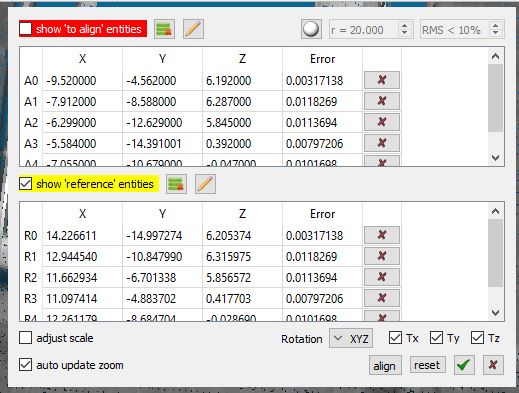 show 'to align' entities r = 20.000 RMS < 10%
X Y Z Error
A0 -9.520000 -4.562000 6.192000 0.00317138
A1 -7.912000 -8.588000 6.287000 0.0118269
A2 -6.299000 -12.629000 5.845000 0.0113694
A3 -5.584000 -14.391001 0.392000 0.00797206
A4 -7.055000 -10.679000 -0.047000 0.0101698
show 'reference' entities
X Y Z Error
R0 14.226611 -14.997274 6.205374 0.00317138
R1 12.944540 -10.847990 6.315975 0.0118269
R2 11.662934 -6.701338 5.856572 0.0113694
R3 11.097414 -4.883702 0.417703 0.00797206
R4 12.261179 -8.684704 -0.028690 0.0101698
adjust scale Rotation XYZ Tx Ty Tz
auto update zoom align reset